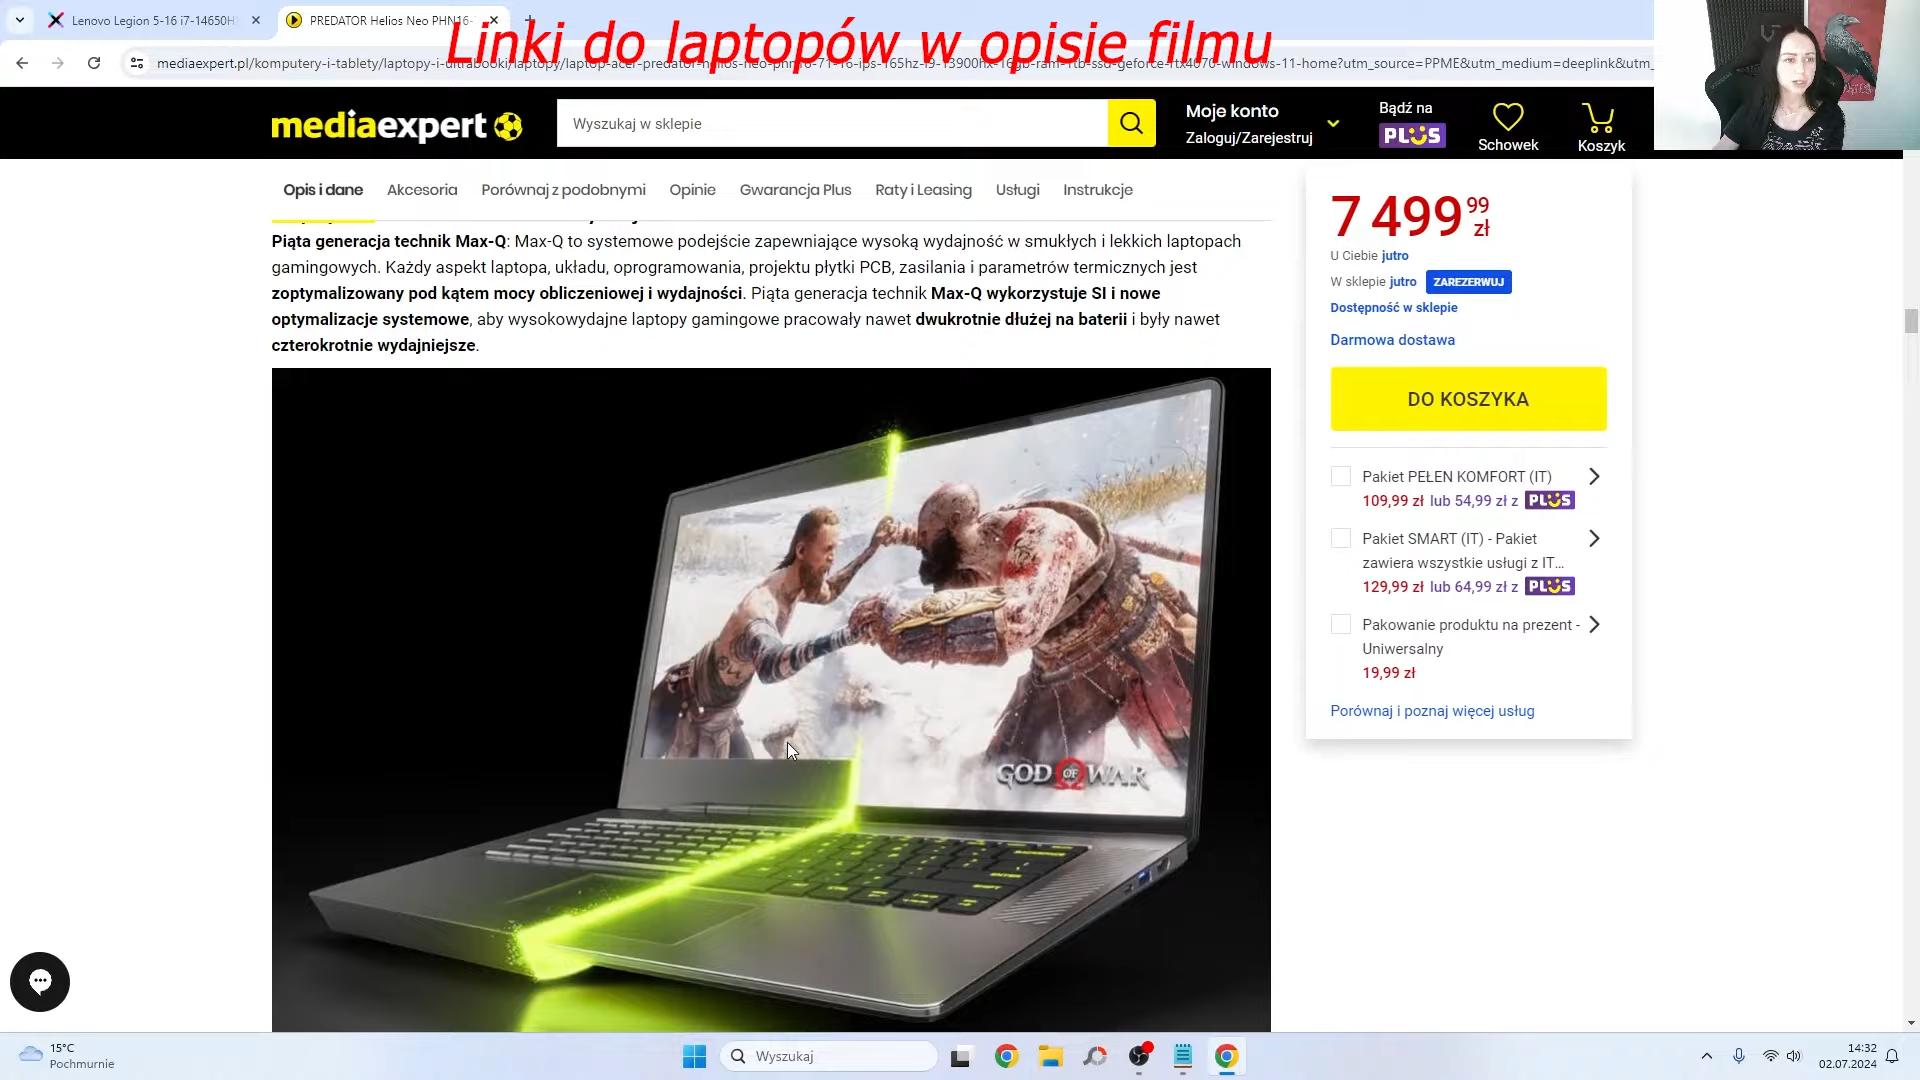 Lenovo Legion 5-16 i7-14650H
PREDATOR Helios Neo PHN16-
Linki do laptopów w opisie filmu
mediaexpert.pl/komputery-i-tablety/laptopy-i-ultrabooki/laptopy/laptop-acer-predator-helios-neo-phn16-71-16-ips-165hz-i9-13900hx-16gb-ram-1tb-ssd-geforce-rtx4070-windows-11-home?utm_source=PPME&utm_medium=deeplink&utm_
mediaexpert
Wyszukaj w sklepie
Moje konto
Zaloguj/Zarejestruj
Bądź na
PLUS
Schowek
Koszyk
Opis i dane
Akcesoria
Porównaj z podobnymi
Opinie
Gwarancja Plus
Raty i Leasing
Usługi
Instrukcje
Piąta generacja technik Max-Q: Max-Q to systemowe podejście zapewniające wysoką wydajność w smukłych i lekkich laptopach
gamingowych. Każdy aspekt laptopa, układu, oprogramowania, projektu płytki PCB, zasilania i parametrów termicznych jest
zoptymalizowany pod kątem mocy obliczeniowej i wydajności. Piąta generacja technik Max-Q wykorzystuje SI i nowe
optymalizacje systemowe, aby wysokowydajne laptopy gamingowe pracowały nawet dwukrotnie dłużej na baterii i były nawet
czterokrotnie wydajniejsze.
GOD OF WAR
7 499 99 zł
U Ciebie jutro
W sklepie jutro ZAREZERWUJ
Dostępność w sklepie
Darmowa dostawa
DO KOSZYKA
Pakiet PEŁEN KOMFORT (IT)
109,99 zł lub 54,99 zł z PLUS
Pakiet SMART (IT) - Pakiet
zawiera wszystkie usługi z IT...
129,99 zł lub 64,99 zł z PLUS
Pakowanie produktu na prezent -
Uniwersalny
19,99 zł
Porównaj i poznaj więcej usług
15°C
Pochmurnie
Wyszukaj
14:32
02.07.2024